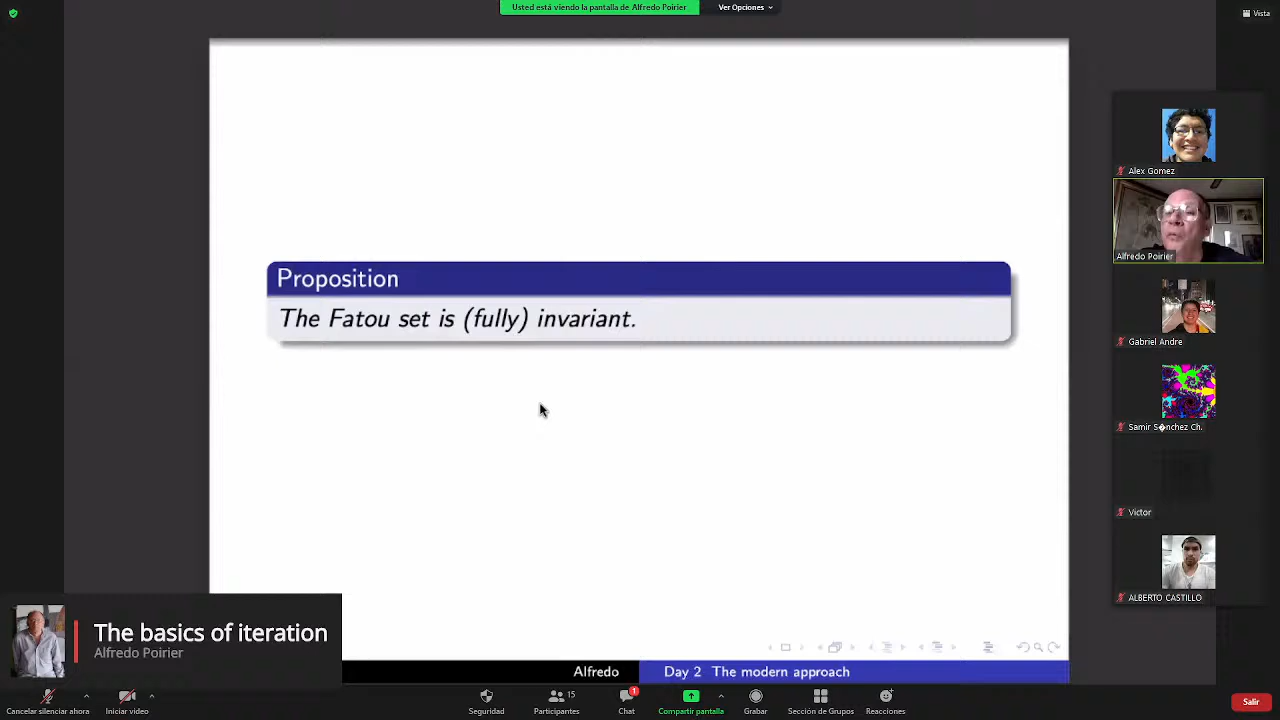 Usted está viendo la pantalla de Alfredo Poirier
Ver Opciones
Vista
Proposition
The Fatou set is (fully) invariant.
Alex Gomez
Alfredo Poirier
Gabriel Andre
Samir S�nchez Ch.
Victor
ALBERTO CASTILLO
The basics of iteration
Alfredo Poirier
Alfredo
Day 2 The modern approach
Cancelar silenciar ahora
Iniciar video
Seguridad
15
Participantes
1
Chat
Compartir pantalla
Grabar
Sección de Grupos
Reacciones
Salir